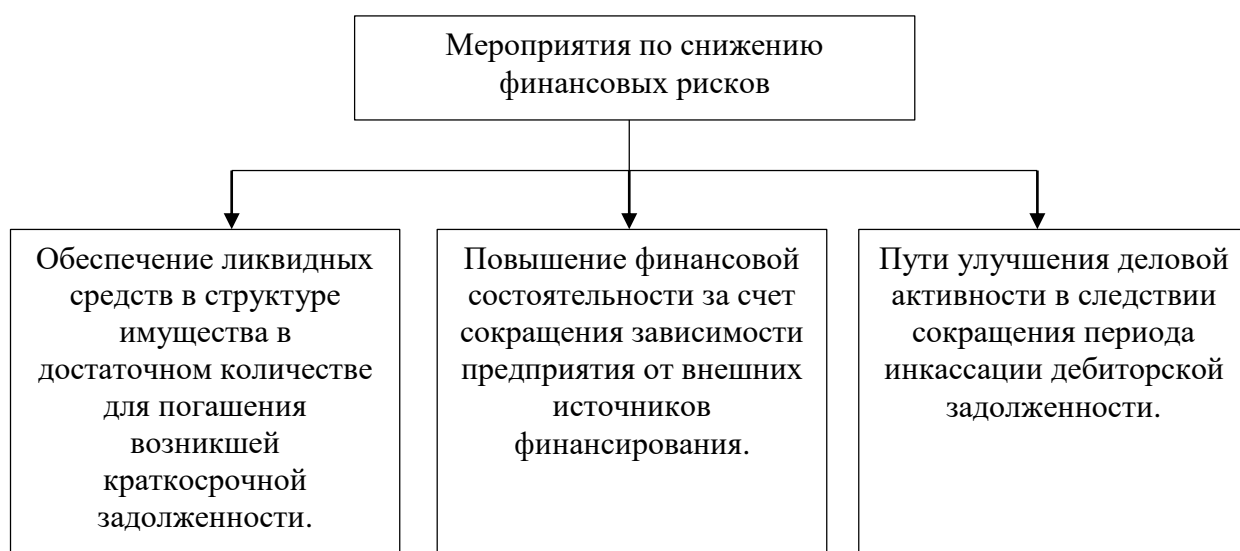 Мероприятия по снижению
финансовых рисков
Обеспечение ликвидных
средств в структуре
имущества в
достаточном количестве
для погашения
возникшей
краткосрочной
задолженности.
Повышение финансовой
состоятельности за счет
сокращения зависимости
предприятия от внешних
источников
финансирования.
Пути улучшения деловой
активности в следствии
сокращения периода
инкассации дебиторской
задолженности.